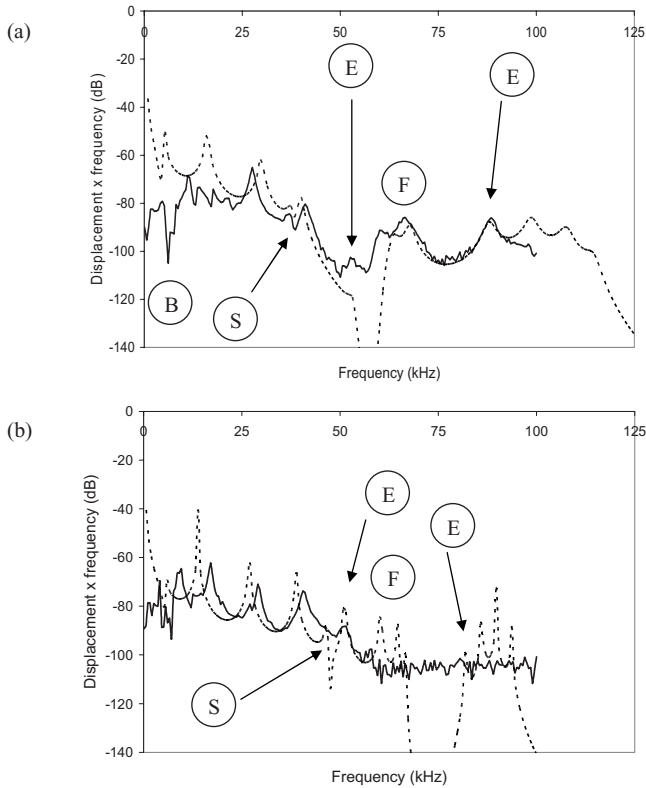 (a)
0 25 50 75 100 125
0
-20
-40
-60
-80
-100
-120
-140
Displacement x frequency (dB)
E
E
F
B
S
Frequency (kHz)
(b)
0 25 50 75 100 125
0
-20
-40
-60
-80
-100
-120
-140
Displacement x frequency (dB)
E
E
F
S
Frequency (kHz)